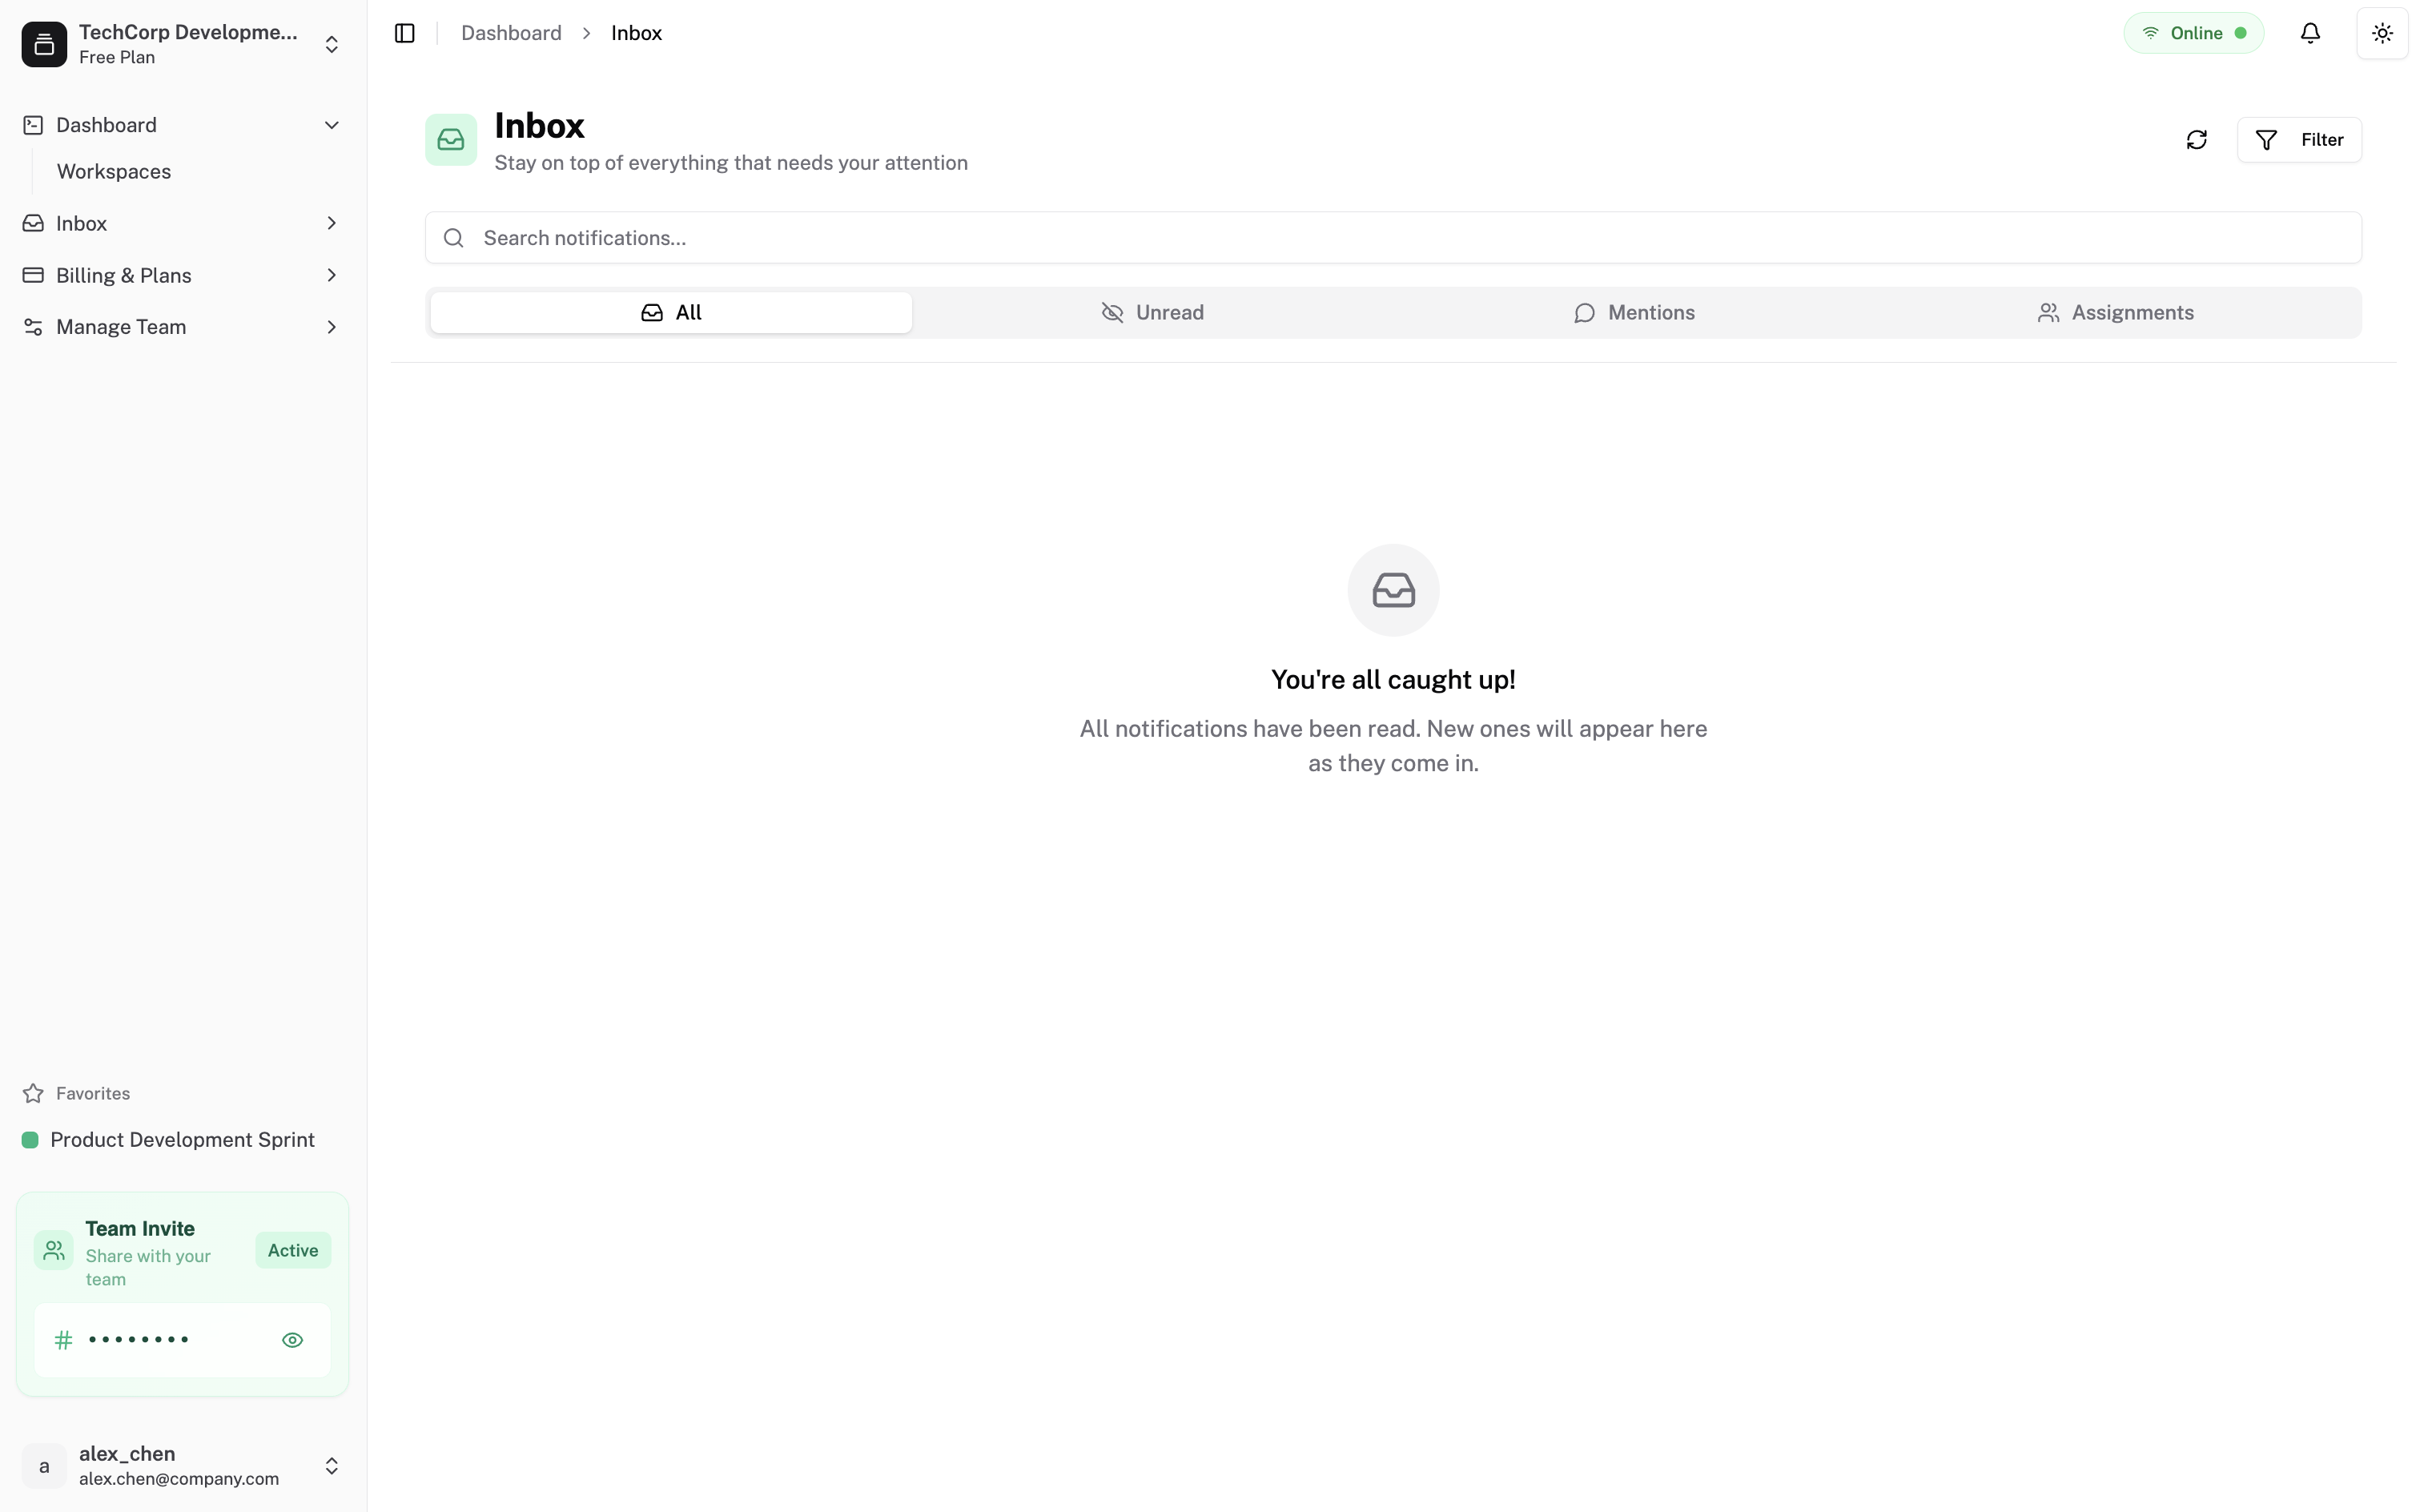 TechCorp Developme...
Free Plan
Dashboard
Workspaces
Inbox
Billing & Plans
Manage Team
Favorites
Product Development Sprint
Team Invite
Share with your
team
Active
# ••••••••
a
alex_chen
alex.chen@company.com
Dashboard > Inbox
Online
Inbox
Stay on top of everything that needs your attention
Filter
Search notifications...
All
Unread
Mentions
Assignments
You're all caught up!
All notifications have been read. New ones will appear here
as they come in.